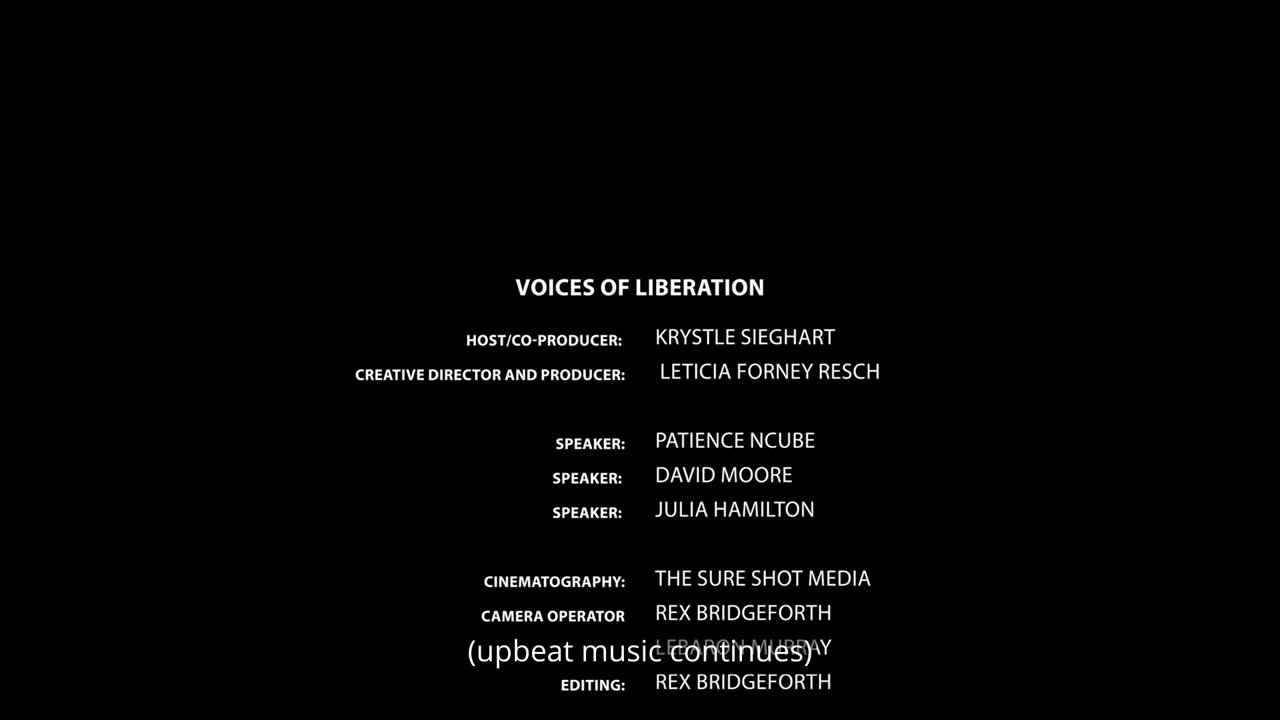 VOICES OF LIBERATION
HOST/CO-PRODUCER: KRYSTLE SIEGHART
CREATIVE DIRECTOR AND PRODUCER: LETICIA FORNEY RESCH
SPEAKER: PATIENCE NCUBE
SPEAKER: DAVID MOORE
SPEAKER: JULIA HAMILTON
CINEMATOGRAPHY: THE SURE SHOT MEDIA
CAMERA OPERATOR REX BRIDGEFORTH
LEBARON MURRAY
(upbeat music continues)
EDITING: REX BRIDGEFORTH